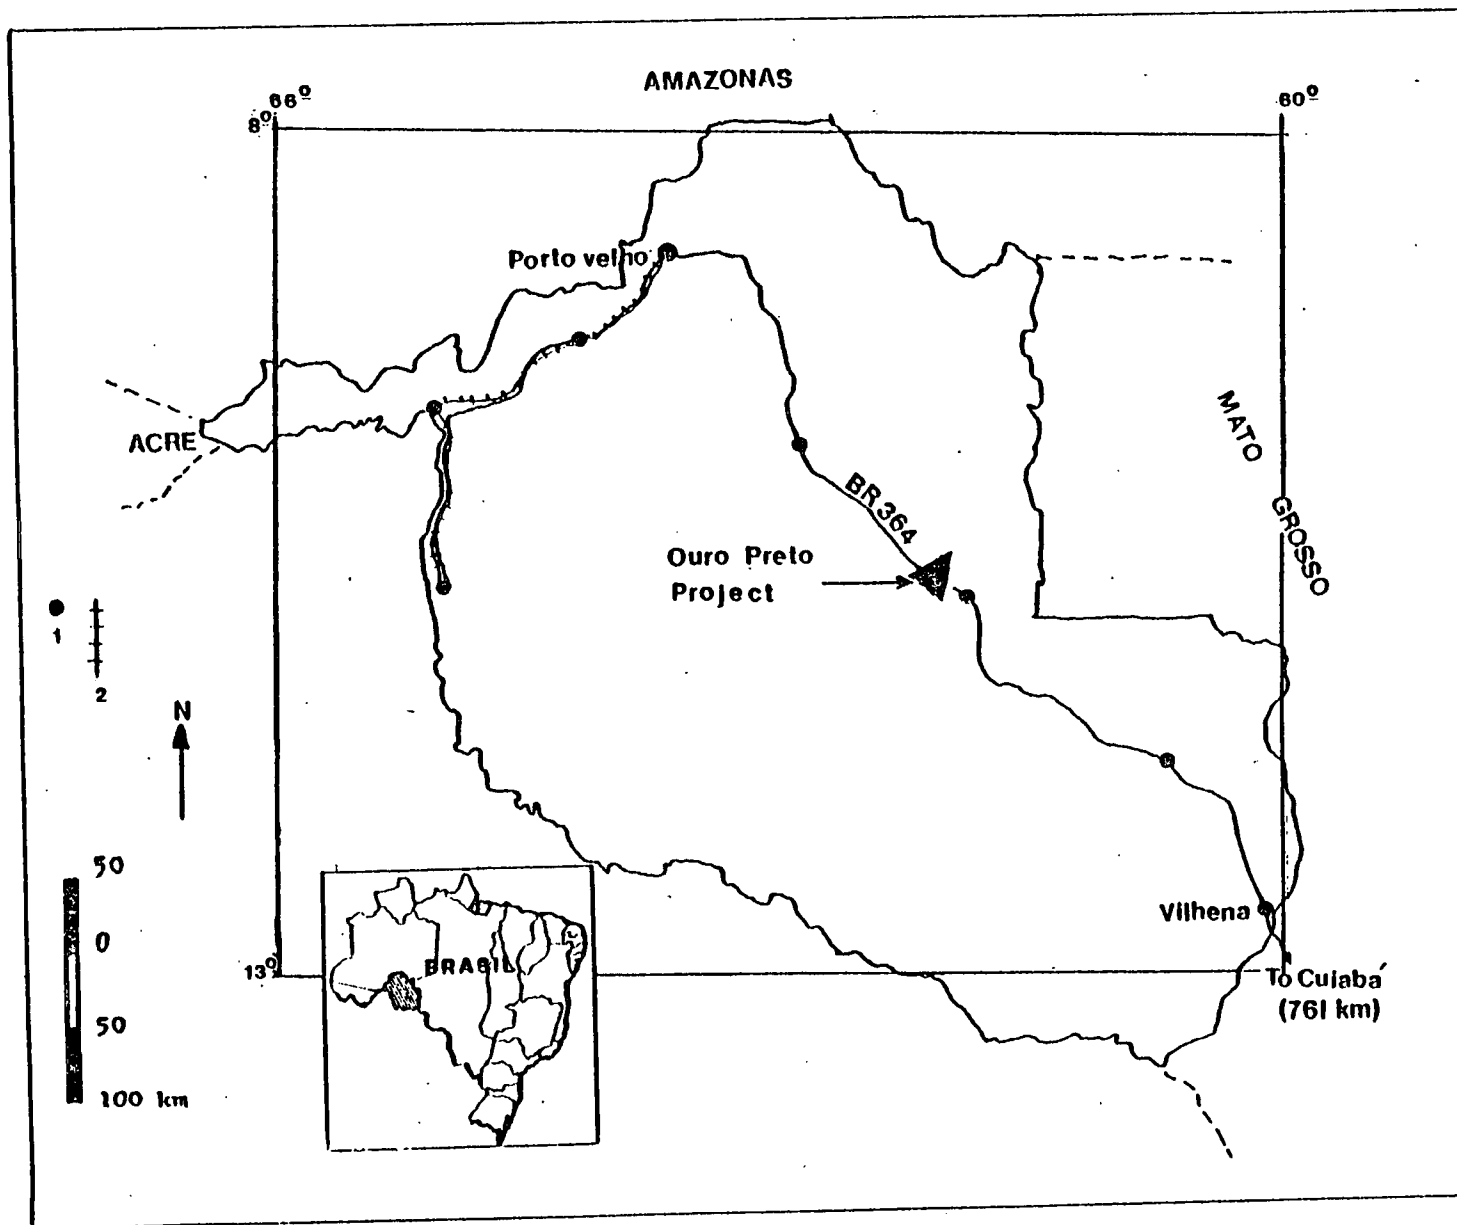 AMAZONAS
66º
60º
8º
Porto velho
ACRE
MATO
GROSSO
BR364
Ouro Preto
Project
1
2
N
50
0
50
100 km
BRASIL
Vilhena
13º
To Cuiabá
(761 km)